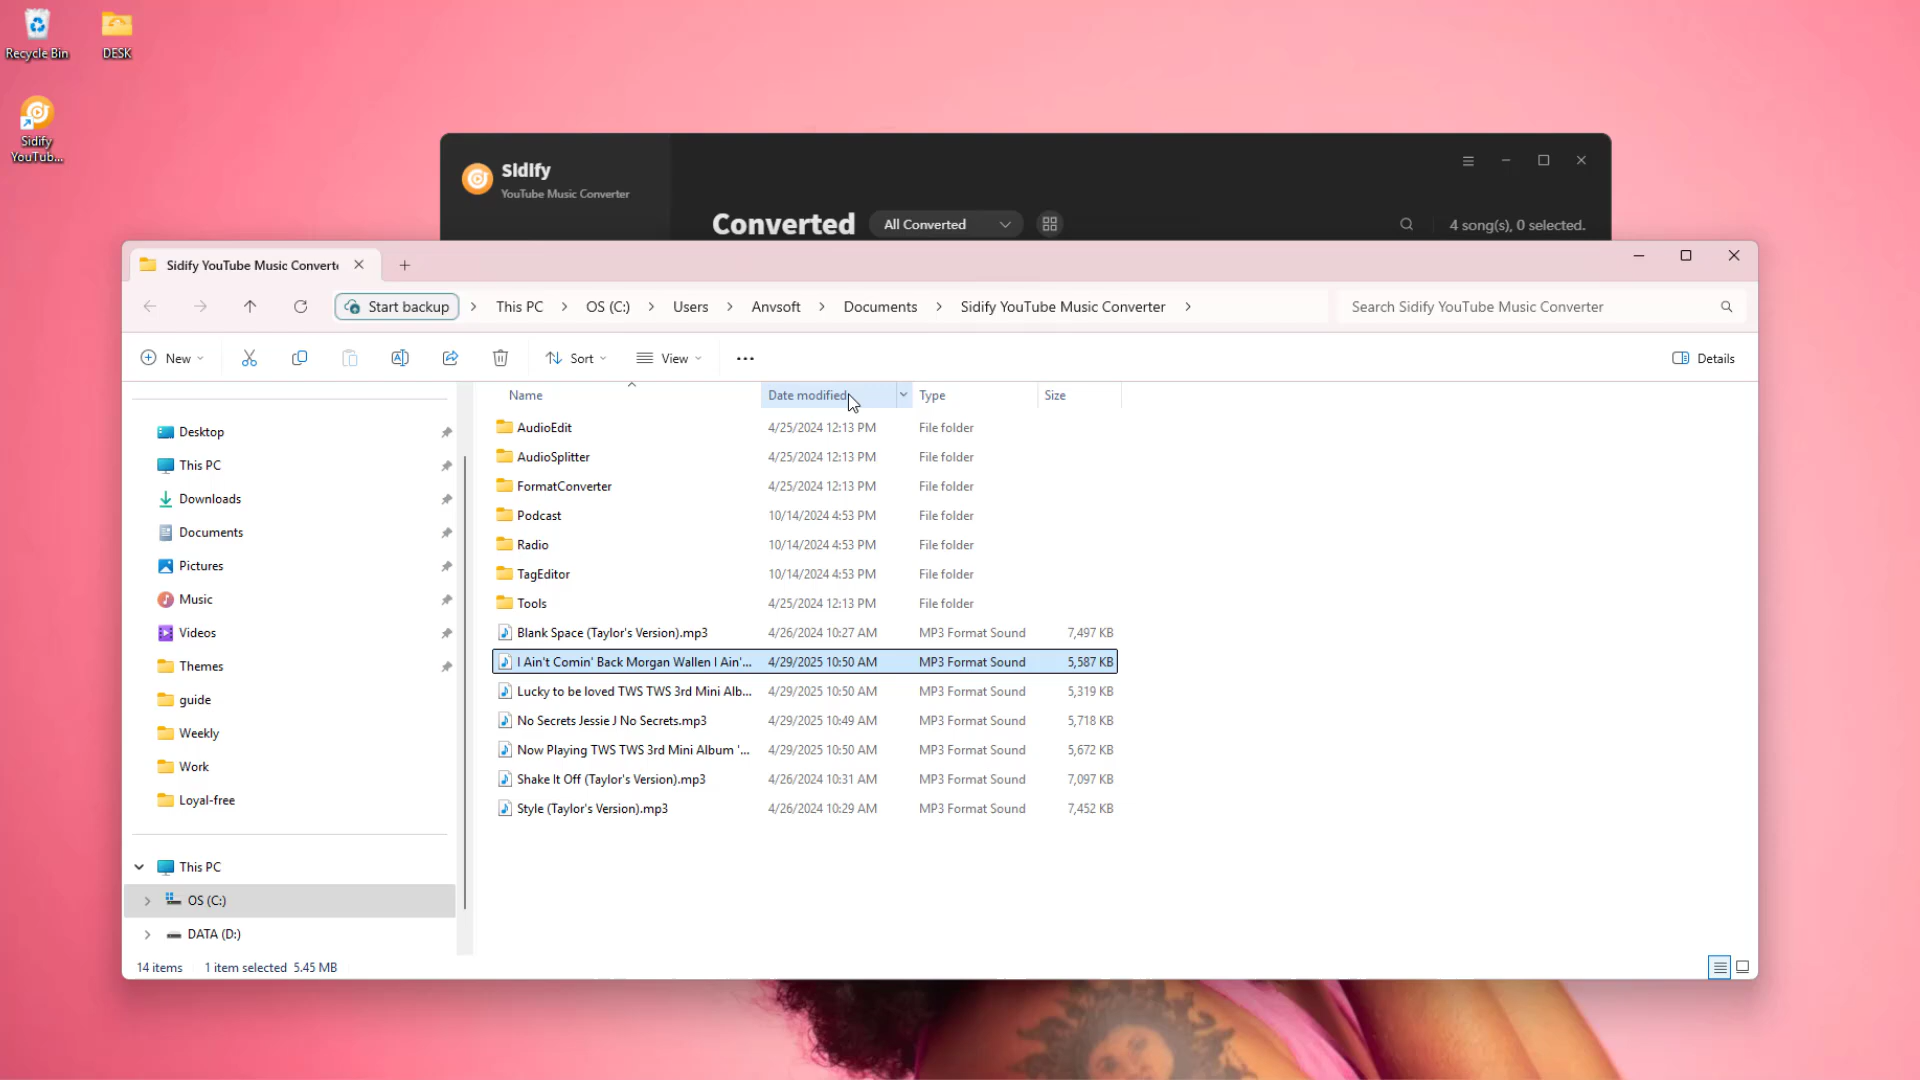 Recycle Bin
DESK
Sidify
YouTub...
Sidify
YouTube Music Converter
Converted
All Converted
4 song(s), 0 selected.
Sidify YouTube Music Converte
Start backup
This PC
OS (C:)
Users
Anvsoft
Documents
Sidify YouTube Music Converter
Search Sidify YouTube Music Converter
New
Sort
View
Details
Name Date modified Type Size
Desktop
This PC
Downloads
Documents
Pictures
Music
Videos
Themes
guide
Weekly
Work
Loyal-free
This PC
OS (C:)
DATA (D:)
AudioEdit 4/25/2024 12:13 PM File folder
AudioSplitter 4/25/2024 12:13 PM File folder
FormatConverter 4/25/2024 12:13 PM File folder
Podcast 10/14/2024 4:53 PM File folder
Radio 10/14/2024 4:53 PM File folder
TagEditor 10/14/2024 4:53 PM File folder
Tools 4/25/2024 12:13 PM File folder
Blank Space (Taylor's Version).mp3 4/26/2024 10:27 AM MP3 Format Sound 7,497 KB
I Ain't Comin' Back Morgan Wallen I Ain'... 4/29/2025 10:50 AM MP3 Format Sound 5,587 KB
Lucky to be loved TWS TWS 3rd Mini Alb... 4/29/2025 10:50 AM MP3 Format Sound 5,319 KB
No Secrets Jessie J No Secrets.mp3 4/29/2025 10:49 AM MP3 Format Sound 5,718 KB
Now Playing TWS TWS 3rd Mini Album '... 4/29/2025 10:50 AM MP3 Format Sound 5,672 KB
Shake It Off (Taylor's Version).mp3 4/26/2024 10:31 AM MP3 Format Sound 7,097 KB
Style (Taylor's Version).mp3 4/26/2024 10:29 AM MP3 Format Sound 7,452 KB
14 items 1 item selected 5.45 MB